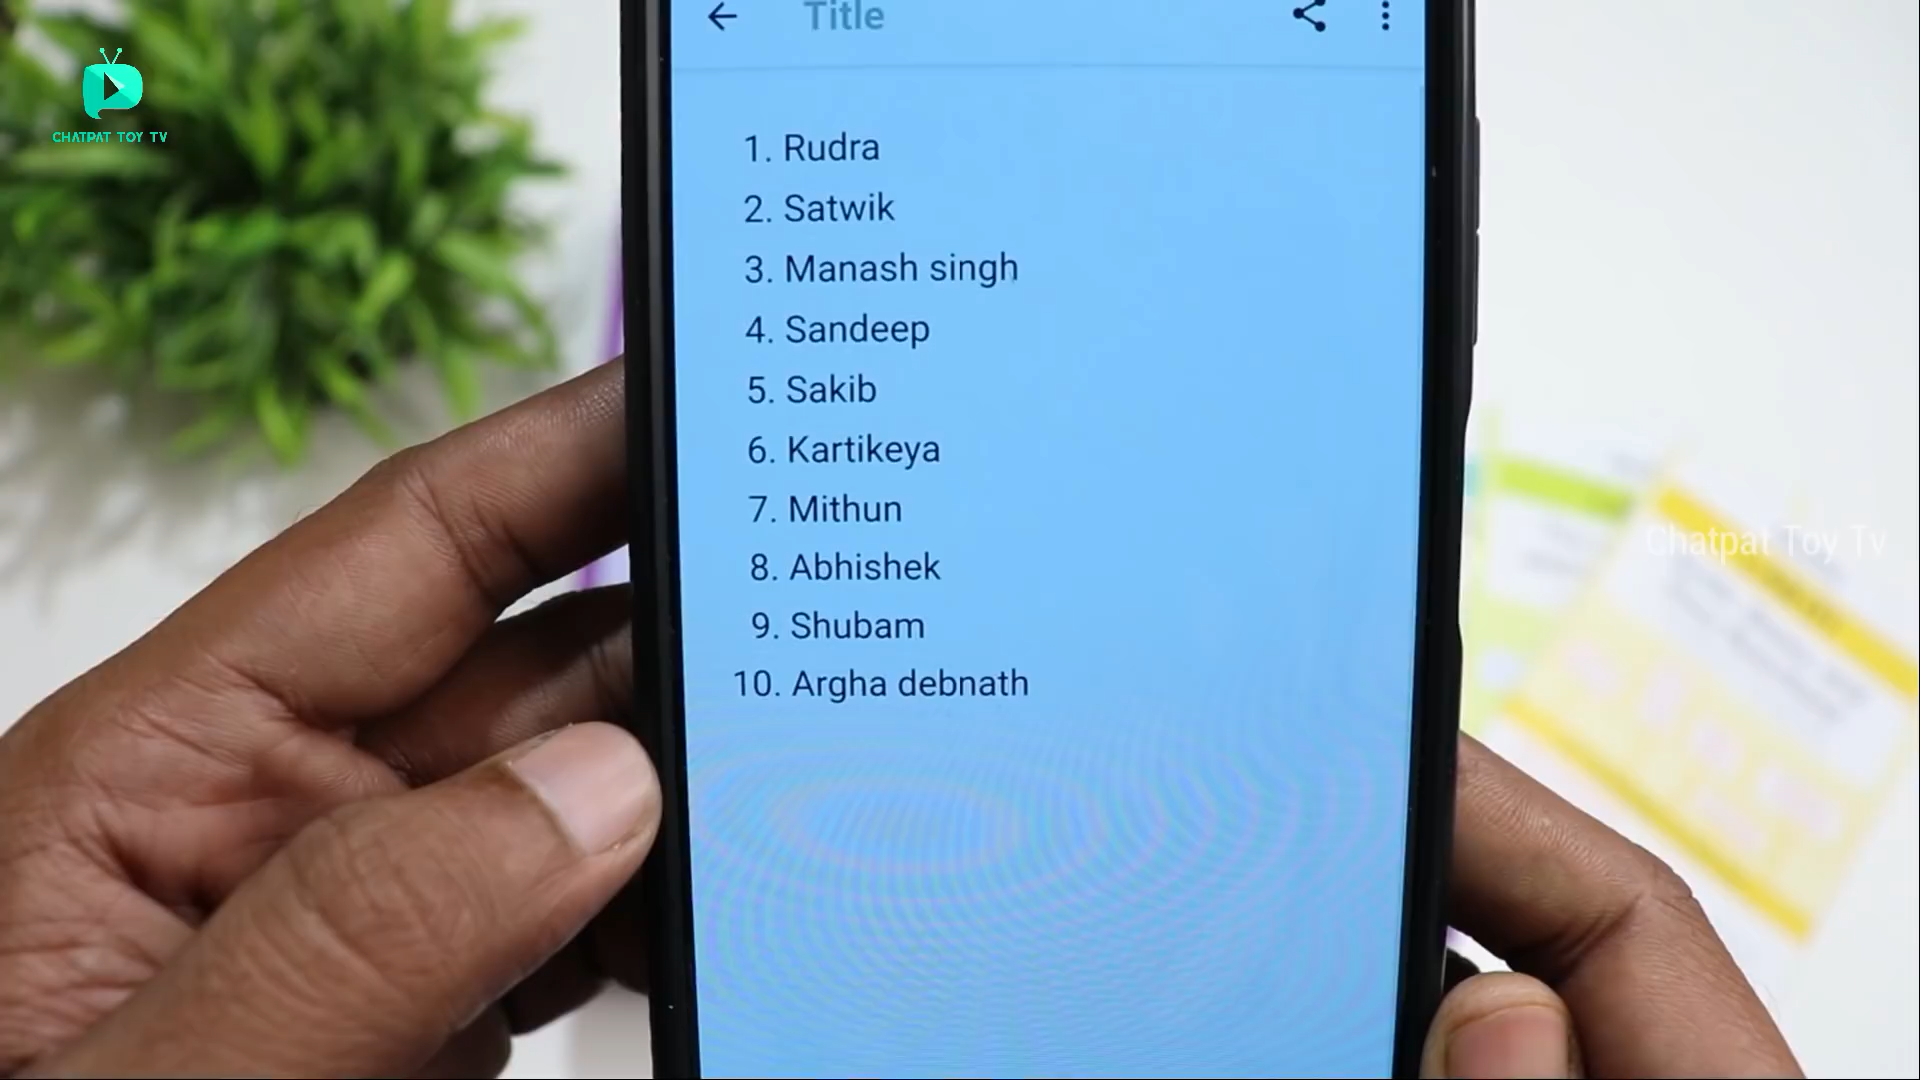 Title
CHATPAT TOY TV
1. Rudra
2. Satwik
3. Manash singh
4. Sandeep
5. Sakib
6. Kartikeya
7. Mithun
8. Abhishek
9. Shubam
10. Argha debnath
Chatpat Toy Tv